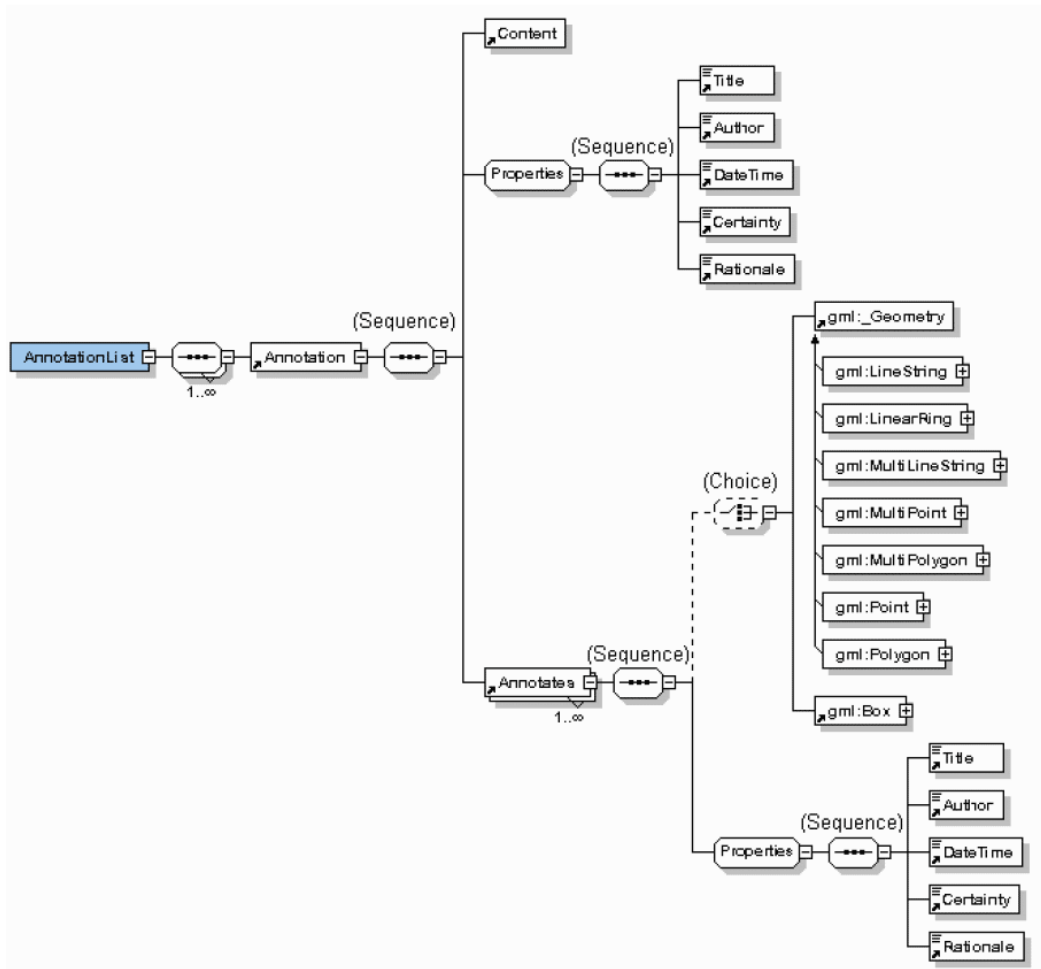 Content
Title
Author
(Sequence)
Properties
DateTime
Certainty
Rationale
(Sequence)
AnnotationList
Annotation
1..∞
gml:_Geometry
gml:LineString
gml:LinearRing
gml:MultiLineString
(Choice)
gml:MultiPoint
gml:MultiPolygon
gml:Point
gml:Polygon
(Sequence)
Annotates
1..∞
gml:Box
Title
Author
(Sequence)
Properties
DateTime
Certainty
Rationale